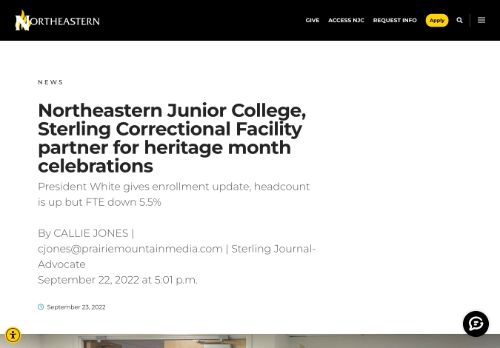 NORTHEASTERN
GIVE ACCESS NJC REQUEST INFO Apply
NEWS
Northeastern Junior College,
Sterling Correctional Facility
partner for heritage month
celebrations
President White gives enrollment update, headcount
is up but FTE down 5.5%
By CALLIE JONES |
cjones@prairiemountainmedia.com | Sterling Journal-
Advocate
September 22, 2022 at 5:01 p.m.
September 23, 2022